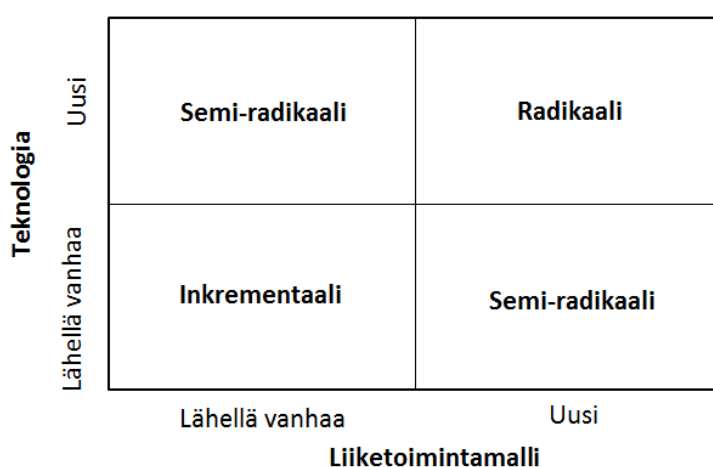 Teknologia
Uusi
Semi-radikaali
Radikaali
Lähellä vanhaa
Inkrementaali
Semi-radikaali
Lähellä vanhaa
Uusi
Liiketoimintamalli